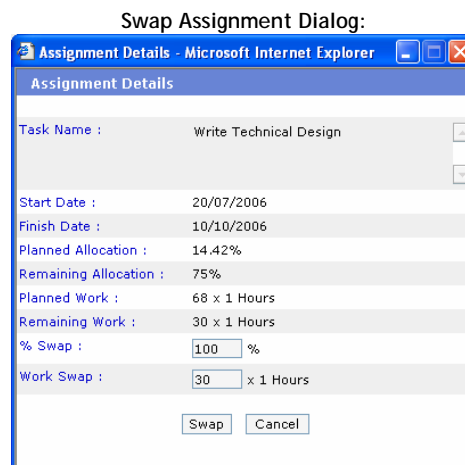 Swap Assignment Dialog:
Assignment Details - Microsoft Internet Explorer
Assignment Details
Task Name : Write Technical Design
Start Date : 20/07/2006
Finish Date : 10/10/2006
Planned Allocation : 14.42%
Remaining Allocation : 75%
Planned Work : 68 x 1 Hours
Remaining Work : 30 x 1 Hours
% Swap : 100 %
Work Swap : 30 x 1 Hours
Swap Cancel